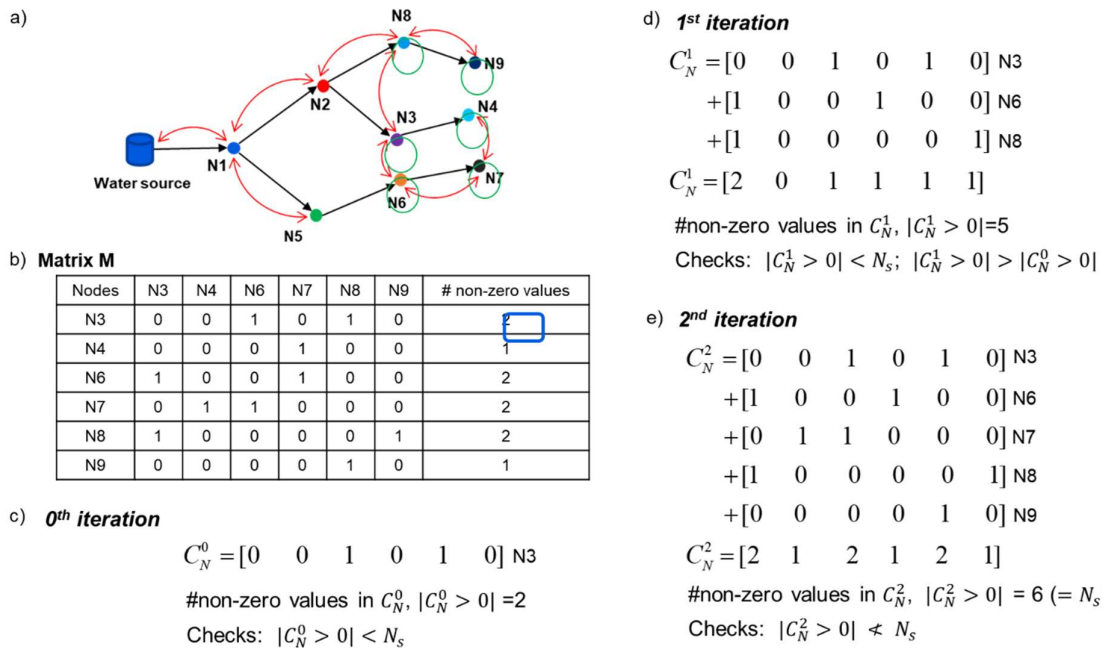 a)
N8
N9
N2
N4
N3
N1
N7
Water source
N6
N5
b) Matrix M
Nodes N3 N4 N6 N7 N8 N9 # non-zero values
N3 0 0 1 0 1 0 2
N4 0 0 0 1 0 0 1
N6 1 0 0 1 0 0 2
N7 0 1 1 0 0 0 2
N8 1 0 0 0 0 1 2
N9 0 0 0 0 1 0 1
c) 0th iteration
C_N^0 = [0 0 1 0 1 0] N3
#non-zero values in C_N^0, |C_N^0 > 0| =2
Checks: |C_N^0 > 0| < N_s
d) 1st iteration
C_N^1 = [0 0 1 0 1 0] N3
+[1 0 0 1 0 0] N6
+[1 0 0 0 0 1] N8
C_N^1 = [2 0 1 1 1 1]
#non-zero values in C_N^1, |C_N^1 > 0|=5
Checks: |C_N^1 > 0| < N_s; |C_N^1 > 0| > |C_N^0 > 0|
e) 2nd iteration
C_N^2 = [0 0 1 0 1 0] N3
+[1 0 0 1 0 0] N6
+[0 1 1 0 0 0] N7
+[1 0 0 0 0 1] N8
+[0 0 0 0 1 0] N9
C_N^2 = [2 1 2 1 2 1]
#non-zero values in C_N^2, |C_N^2 > 0| = 6 (= N_s
Checks: |C_N^2 > 0| ≮ N_s